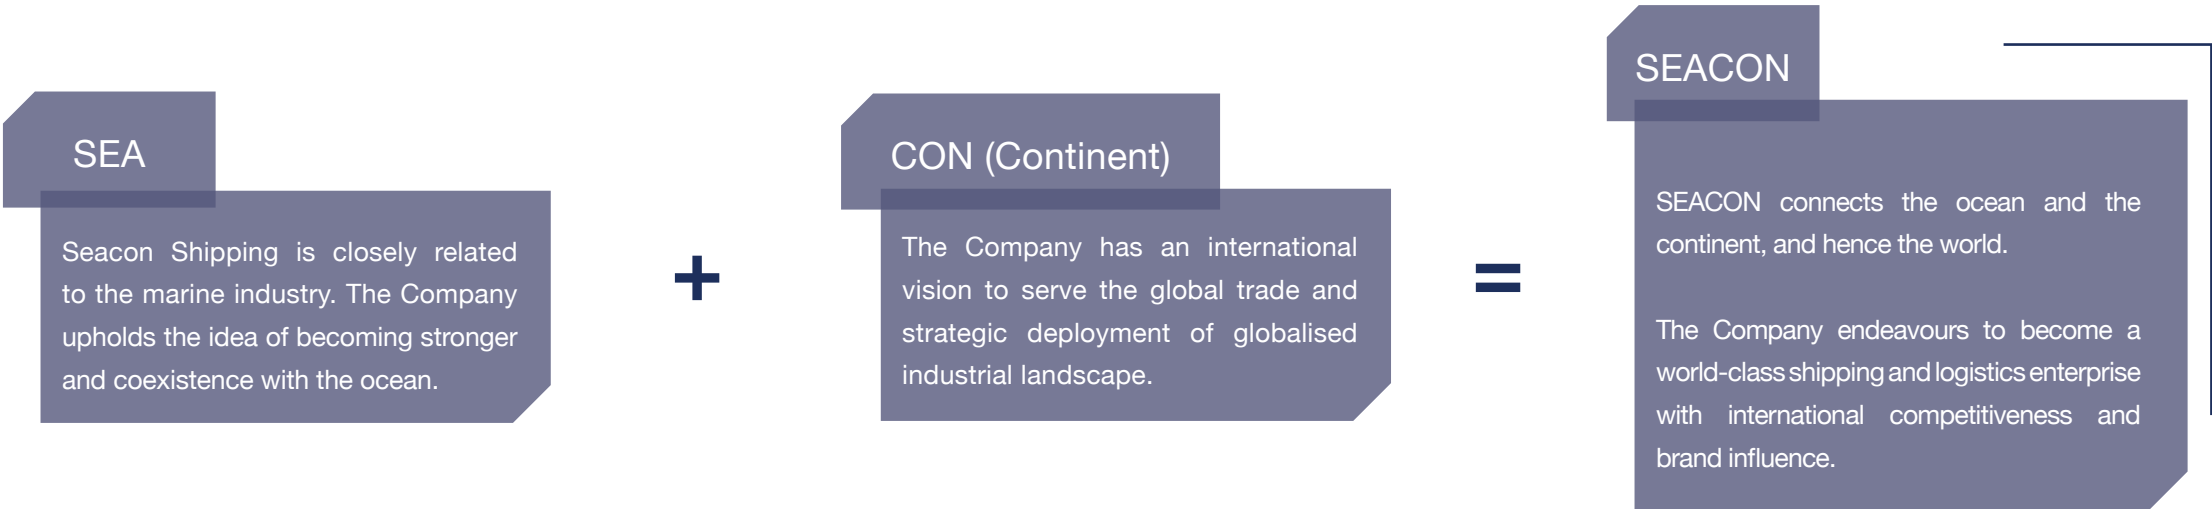 SEA
Seacon Shipping is closely related
to the marine industry. The Company
upholds the idea of becoming stronger
and coexistence with the ocean.
+
CON (Continent)
The Company has an international
vision to serve the global trade and
strategic deployment of globalised
industrial landscape.
=
SEACON
SEACON connects the ocean and the
continent, and hence the world.
The Company endeavours to become a
world-class shipping and logistics enterprise
with international competitiveness and
brand influence.